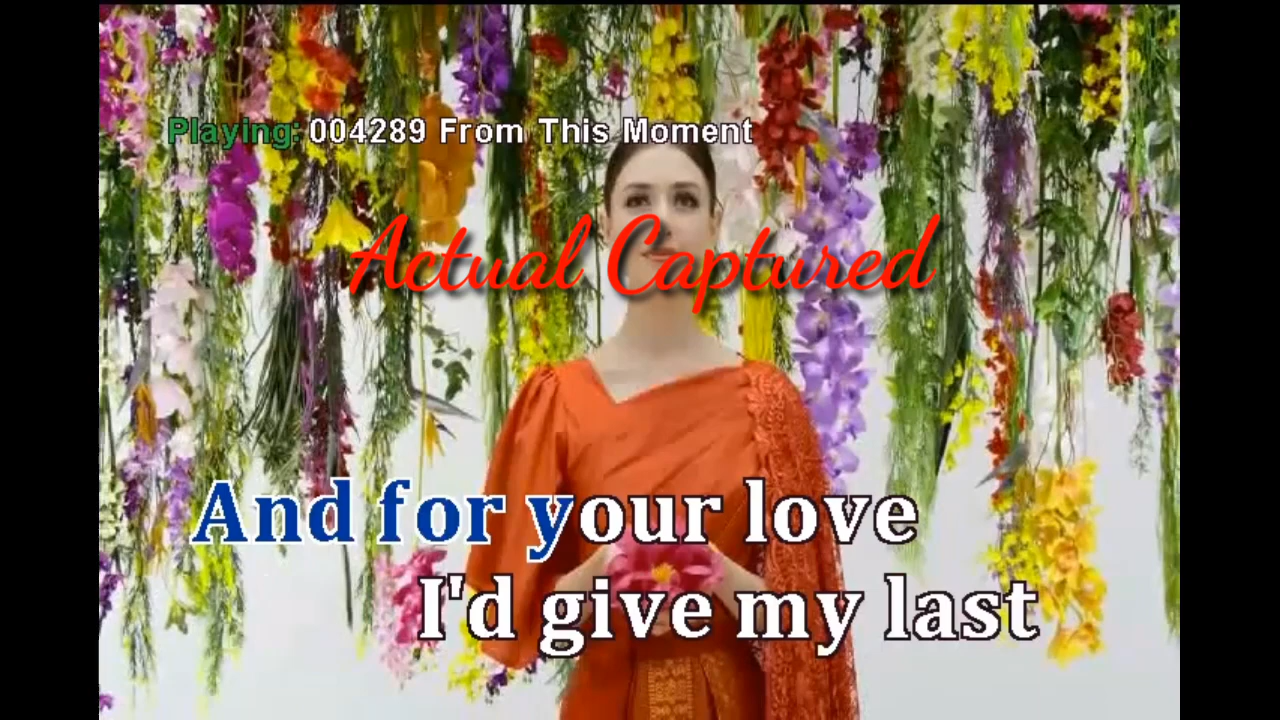 Playing: 004289 From This Moment
Actual Captured
And for your love
I'd give my last